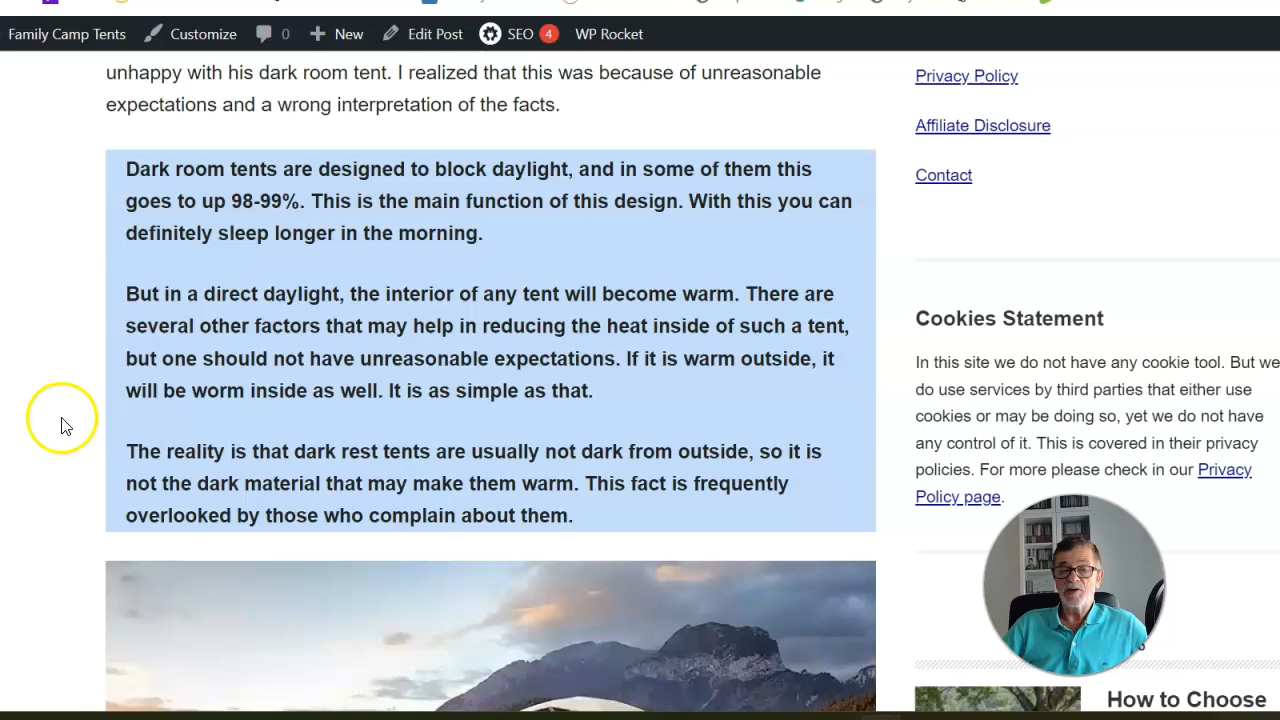 Family Camp Tents Customize 0 New Edit Post SEO 4 WP Rocket
unhappy with his dark room tent. I realized that this was because of unreasonable
expectations and a wrong interpretation of the facts.
Dark room tents are designed to block daylight, and in some of them this
goes to up 98-99%. This is the main function of this design. With this you can
definitely sleep longer in the morning.
But in a direct daylight, the interior of any tent will become warm. There are
several other factors that may help in reducing the heat inside of such a tent,
but one should not have unreasonable expectations. If it is warm outside, it
will be worm inside as well. It is as simple as that.
The reality is that dark rest tents are usually not dark from outside, so it is
not the dark material that may make them warm. This fact is frequently
overlooked by those who complain about them.
Privacy Policy
Affiliate Disclosure
Contact
Cookies Statement
In this site we do not have any cookie tool. But we
do use services by third parties that either use
cookies or may be doing so, yet we do not have
any control of it. This is covered in their privacy
policies. For more please check in our Privacy
Policy page.
How to Choose